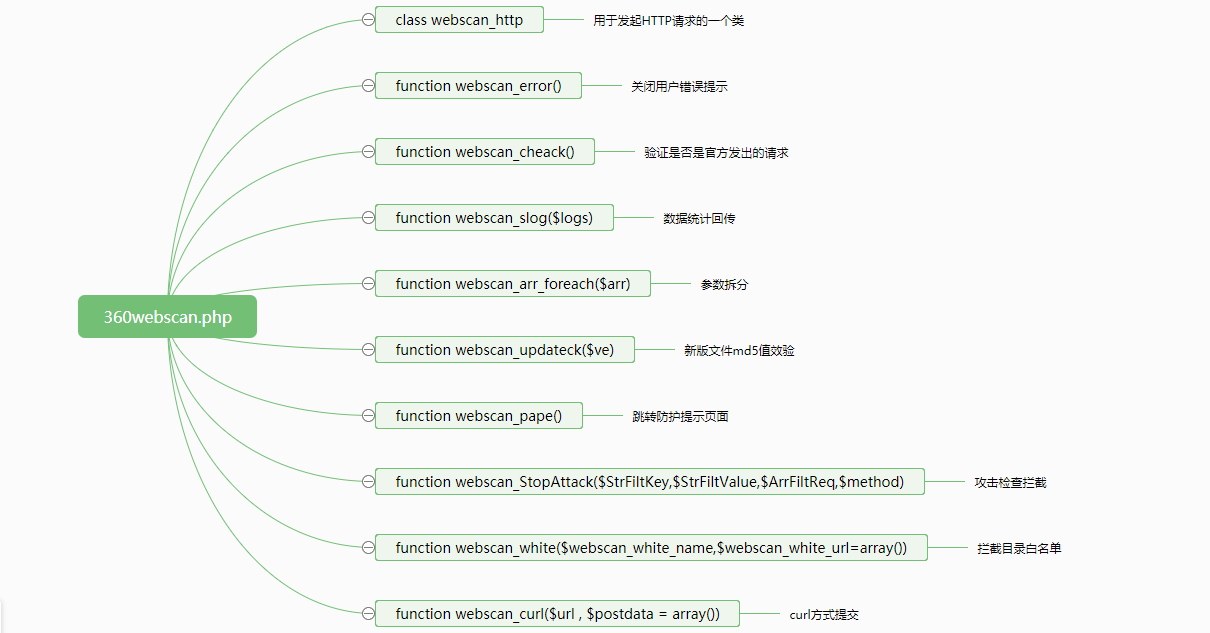 class webscan_http 用于发起HTTP请求的一个类
function webscan_error() 关闭用户错误提示
function webscan_cheack() 验证是否是官方发出的请求
function webscan_slog($logs) 数据统计回传
function webscan_arr_foreach($arr) 参数拆分
360webscan.php
function webscan_updateck($ve) 新版文件md5值效验
function webscan_pape() 跳转防护提示页面
function webscan_StopAttack($StrFiltKey,$StrFiltValue,$ArrFiltReq,$method) 攻击检查拦截
function webscan_white($webscan_white_name,$webscan_white_url=array()) 拦截目录白名单
function webscan_curl($url , $postdata = array()) curl方式提交